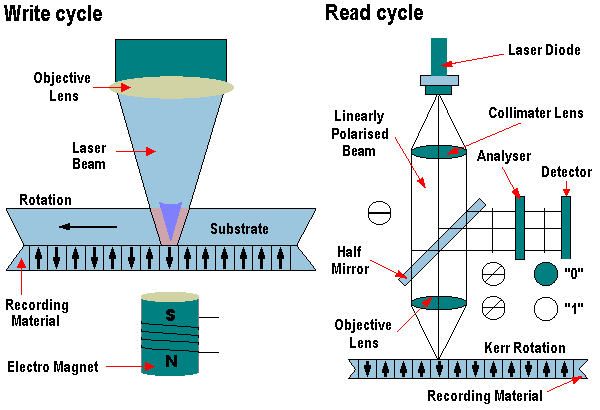 Write cycle
Objective
Lens
Laser
Beam
Rotation
Substrate
Recording
Material
S
N
Electro Magnet
Read cycle
Laser Diode
Linearly
Polarised
Beam
Collimater Lens
Analyser
Detector
Half
Mirror
"0"
"1"
Objective
Lens
Kerr Rotation
Recording Material